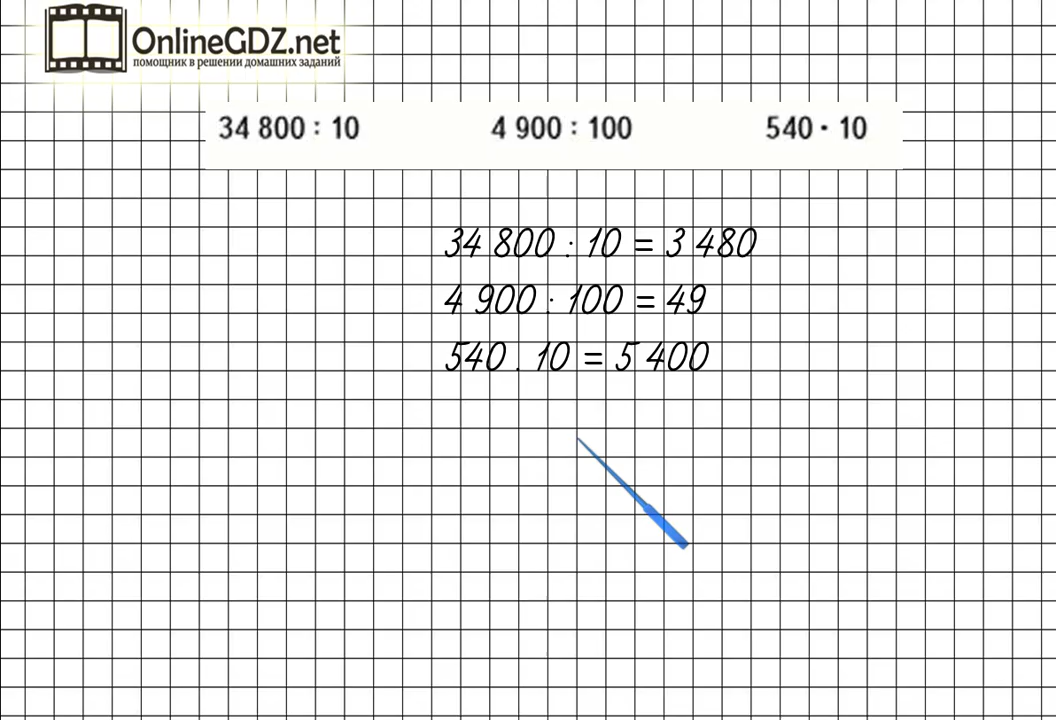 OnlineGDZ.net
помощник в решении домашних заданий
34 800 : 10 4 900 : 100 540 · 10
34 800 : 10 = 3 480
4 900 : 100 = 49
540 . 10 = 5 400